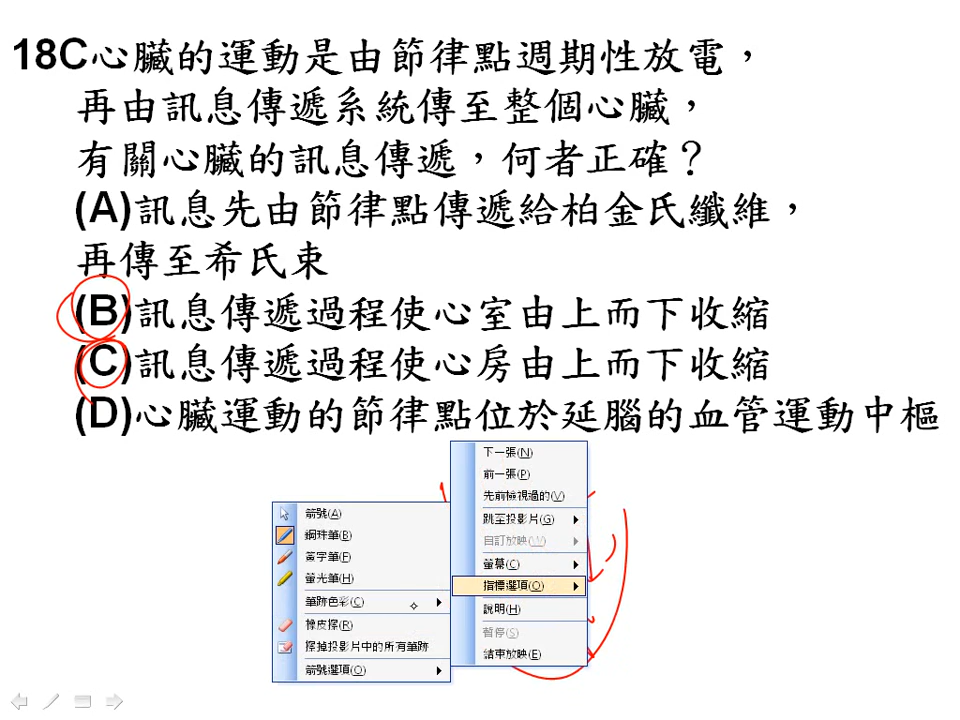 18C心臟的運動是由節律點週期性放電，
再由訊息傳遞系統傳至整個心臟，
有關心臟的訊息傳遞，何者正確？
(A)訊息先由節律點傳遞給柏金氏纖維，
再傳至希氏束
(B)訊息傳遞過程使心室由上而下收縮
(C)訊息傳遞過程使心房由上而下收縮
(D)心臟運動的節律點位於延腦的血管運動中樞
下一張(N)
前一張(P)
先前檢視過的(V)
跳至投影片(G)
自訂放映(W)
螢幕(C)
指標選項(O)
說明(H)
暫停(S)
結束放映(E)
箭號(A)
鋼珠筆(B)
簽字筆(F)
螢光筆(H)
筆跡色彩(C)
橡皮擦(R)
擦掉投影片中的所有筆跡
箭號選項(O)